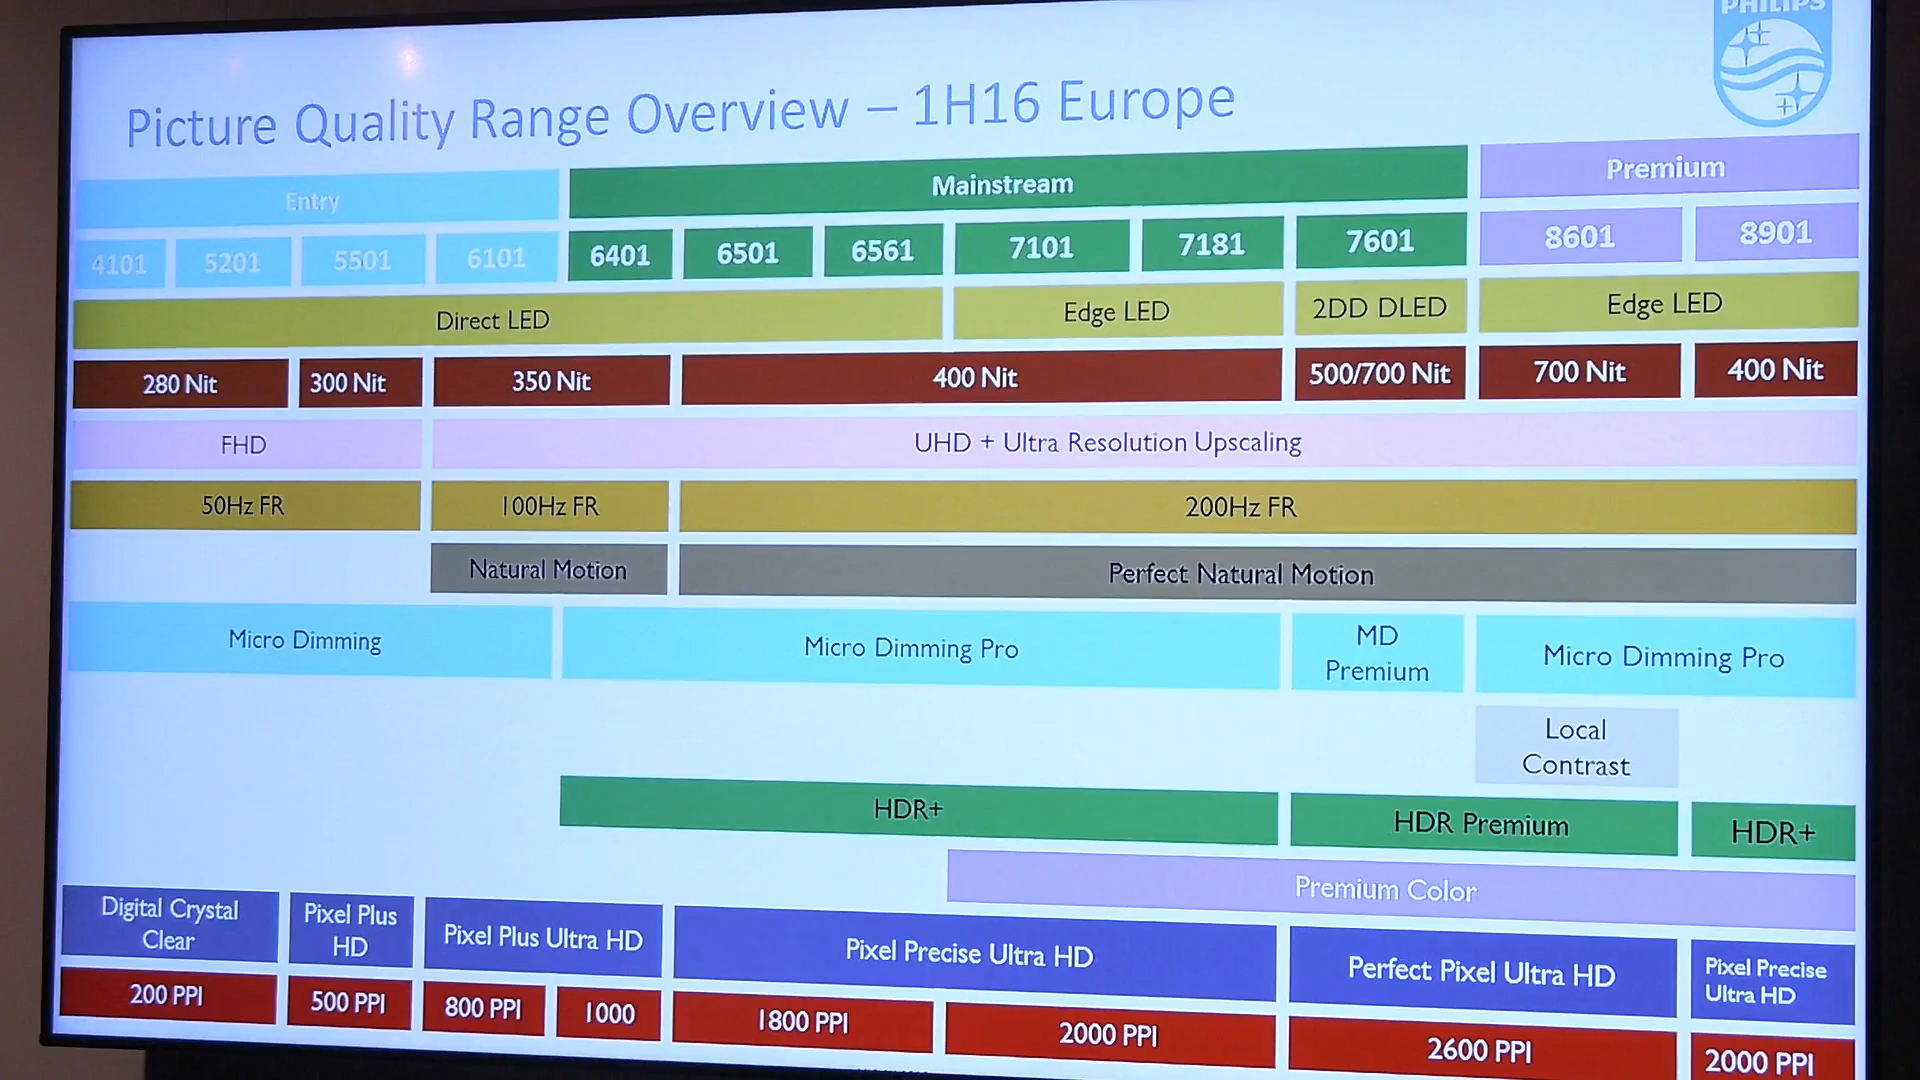 PHILIPS
Picture Quality Range Overview – 1H16 Europe
Entry
Mainstream
Premium
4101
5201
5501
6101
6401
6501
6561
7101
7181
7601
8601
8901
Direct LED
Edge LED
2DD DLED
Edge LED
280 Nit
300 Nit
350 Nit
400 Nit
500/700 Nit
700 Nit
400 Nit
FHD
UHD + Ultra Resolution Upscaling
50Hz FR
100Hz FR
200Hz FR
Natural Motion
Perfect Natural Motion
Micro Dimming
Micro Dimming Pro
MD
Premium
Micro Dimming Pro
Local
Contrast
HDR+
HDR Premium
HDR+
Premium Color
Digital Crystal
Clear
Pixel Plus
HD
Pixel Plus Ultra HD
Pixel Precise Ultra HD
Perfect Pixel Ultra HD
Pixel Precise
Ultra HD
200 PPI
500 PPI
800 PPI
1000
1800 PPI
2000 PPI
2600 PPI
2000 PPI